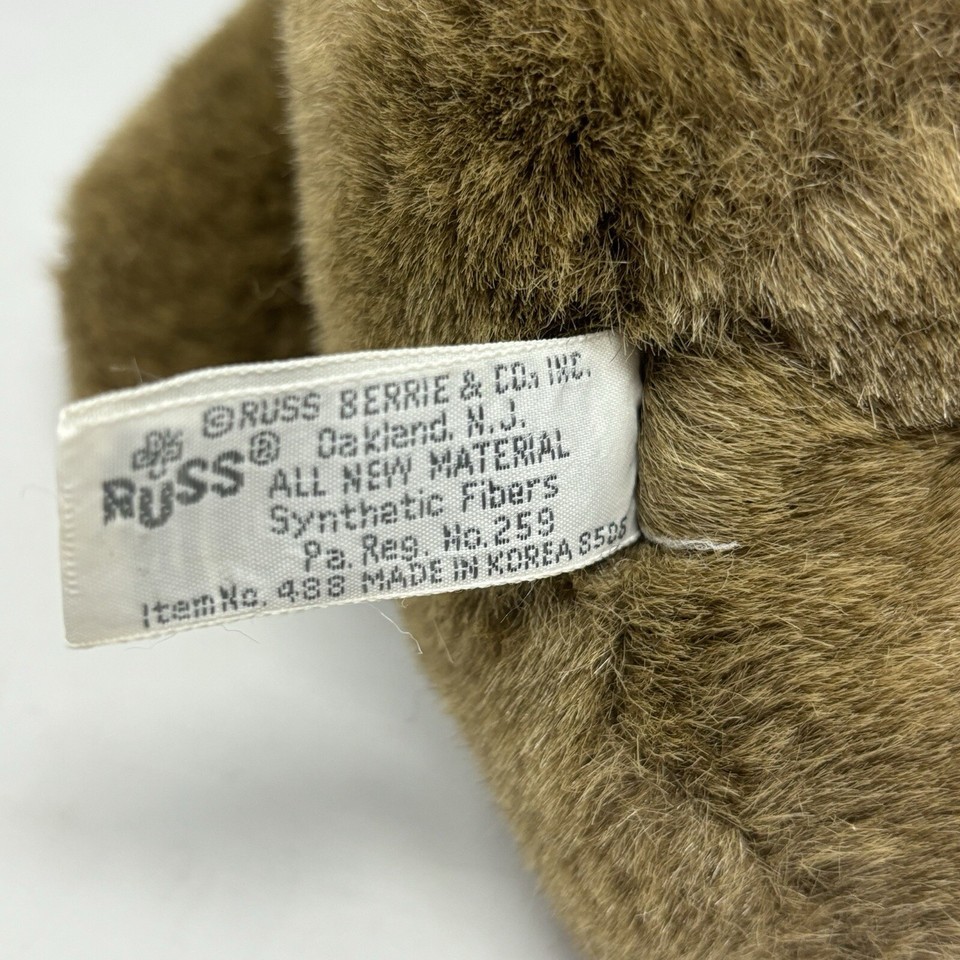 ©RUSS BERRIE & CO., INC.
RUSS®
Oakland, N.J.
ALL NEW MATERIAL
Synthetic Fibers
Pa. Reg. No. 259
Item No. 488 MADE IN KOREA